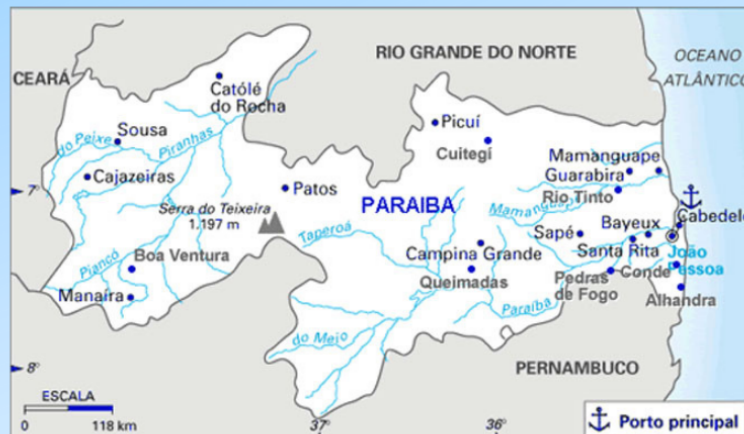 RIO GRANDE DO NORTE
OCEANO
ATLÂNTICO
CEARÁ
Católé
do Rocha
Picuí
Sousa
do Peixe
Piranhas
Cuitegí
Mamanguape
Guarabira
Cajazeiras
7°
Patos
Serra do Teixeira
1.197 m
PARAIBA
Rio Tinto
Mamangua
Cabedelo
Taperoá
Sapé
Bayeux
Campina Grande
Santa Rita
João
Pessoa
Piancó
Boa Ventura
Queimadas
Pedras
de Fogo
Conde
Manaíra
Paraíba
Alhandra
do Meio
8°
PERNAMBUCO
ESCALA
0
118 km
37°
36°
Porto principal